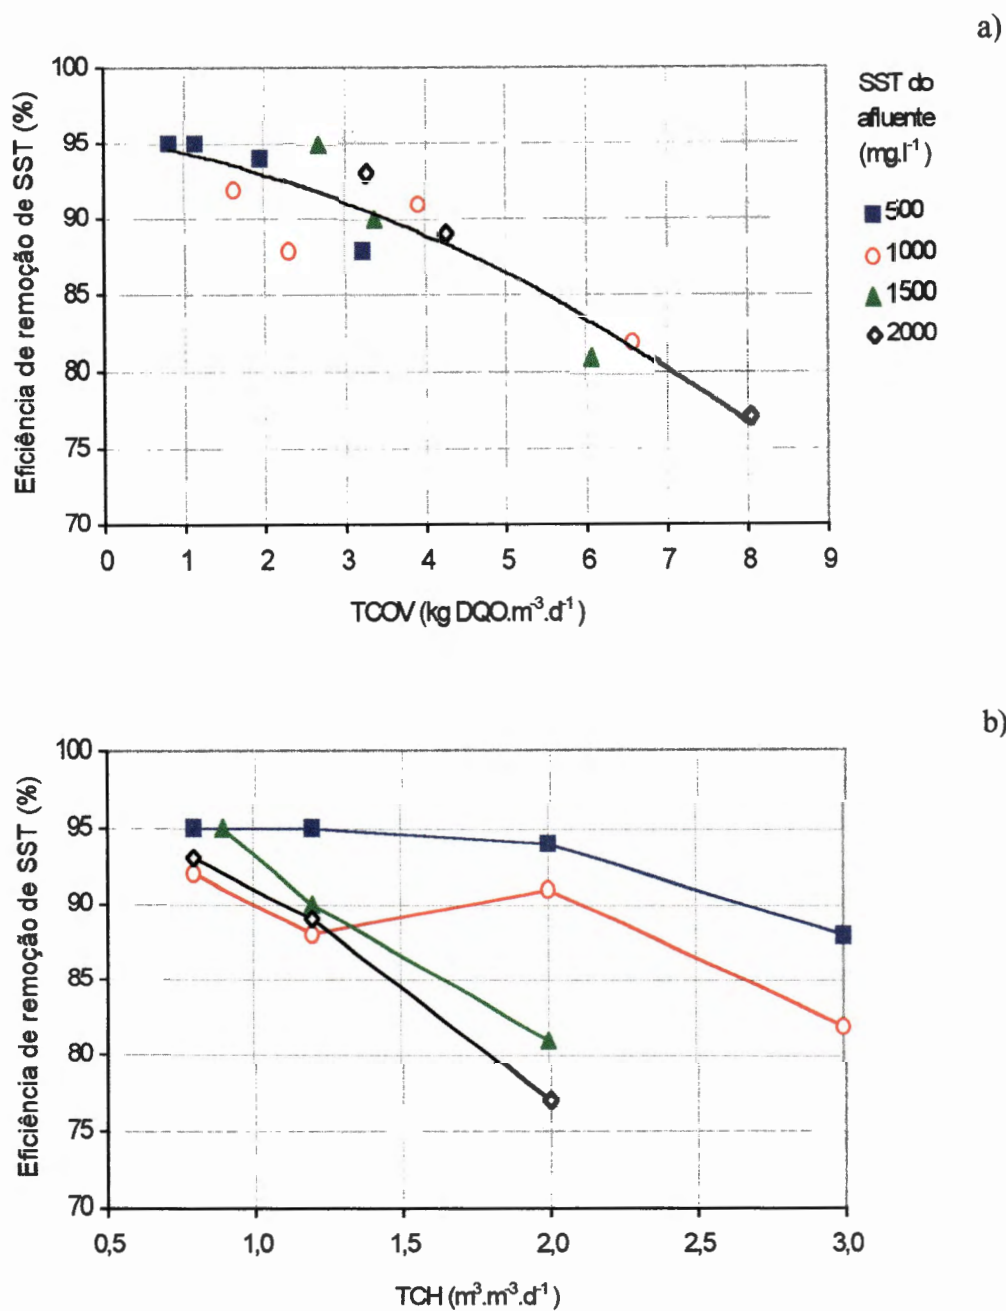 a)
100
95
90
85
80
75
70
Eficiência de remoção de SST (%)
0 1 2 3 4 5 6 7 8 9
TCOV (kg DQO.m-3.d-1)
SST do
afluente
(mg.l-1)
500
1000
1500
2000
b)
100
95
90
85
80
75
70
Eficiência de remoção de SST (%)
0,5 1,0 1,5 2,0 2,5 3,0
TCH (m3.m-3.d-1)